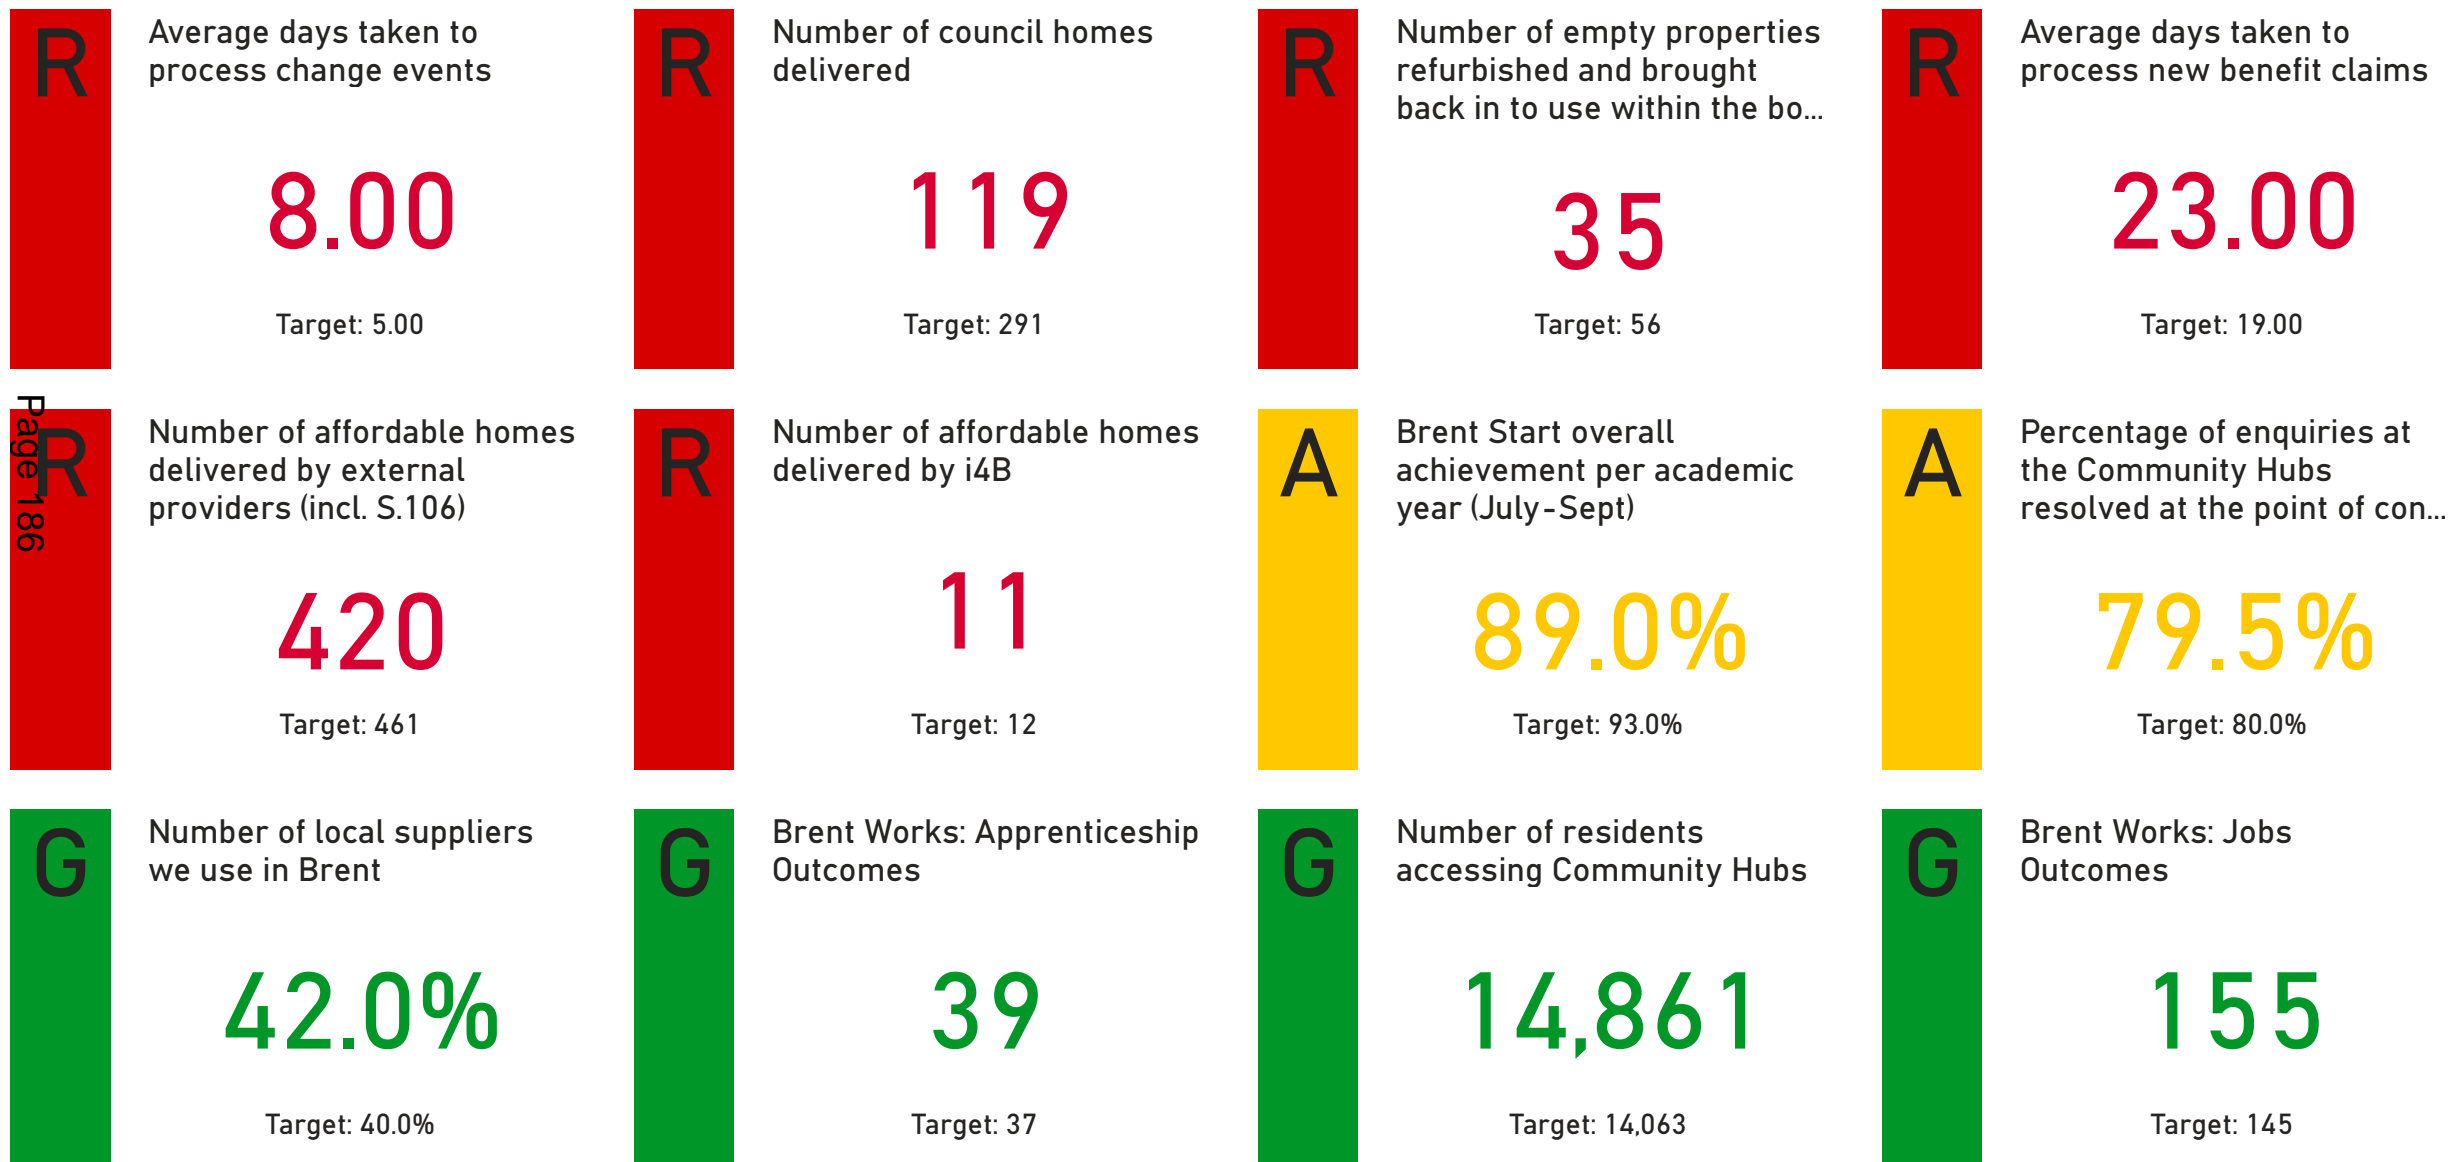 R
Average days taken to
process change events
8.00
Target: 5.00
R
Number of council homes
delivered
119
Target: 291
R
Number of empty properties
refurbished and brought
back in to use within the bo...
35
Target: 56
R
Average days taken to
process new benefit claims
23.00
Target: 19.00
Page 186
R
Number of affordable homes
delivered by external
providers (incl. S.106)
420
Target: 461
R
Number of affordable homes
delivered by i4B
11
Target: 12
A
Brent Start overall
achievement per academic
year (July-Sept)
89.0%
Target: 93.0%
A
Percentage of enquiries at
the Community Hubs
resolved at the point of con...
79.5%
Target: 80.0%
G
Number of local suppliers
we use in Brent
42.0%
Target: 40.0%
G
Brent Works: Apprenticeship
Outcomes
39
Target: 37
G
Number of residents
accessing Community Hubs
14,861
Target: 14,063
G
Brent Works: Jobs
Outcomes
155
Target: 145